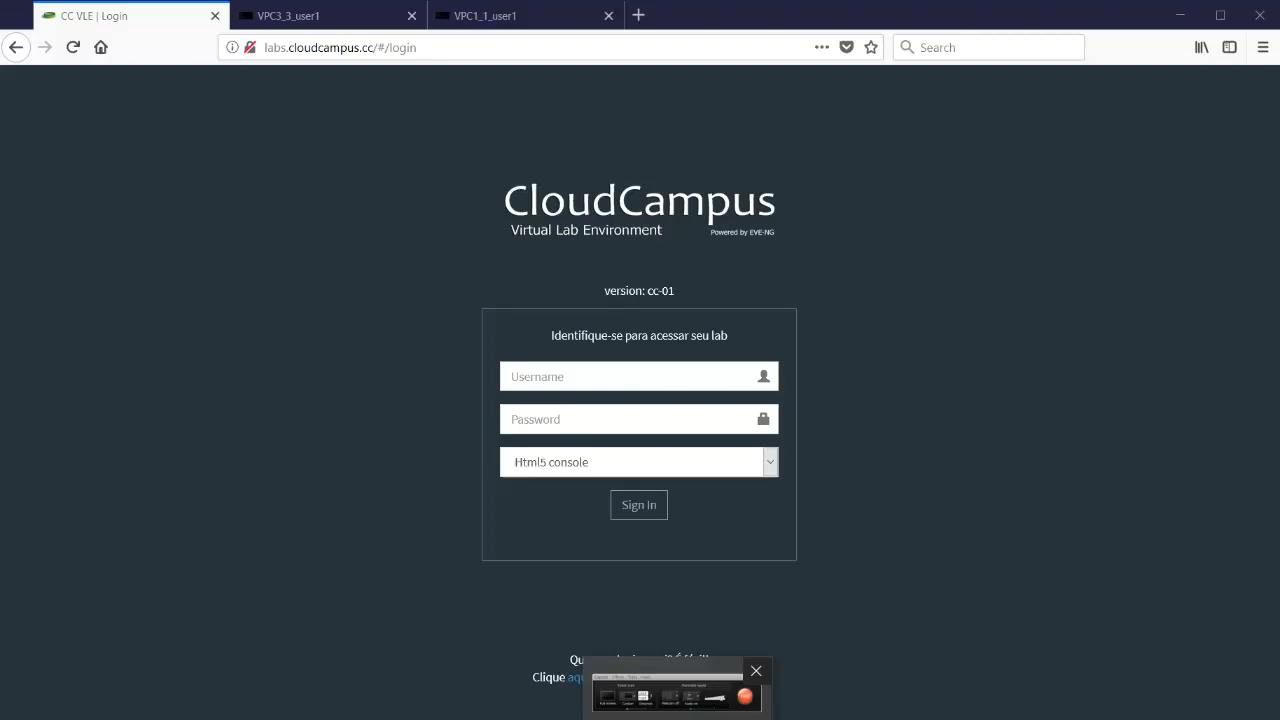 CC VLE | Login
VPC3_3_user1
VPC1_1_user1
labs.cloudcampus.cc/#/login
Search
CloudCampus
Virtual Lab Environment
Powered by EVE-NG
version: cc-01
Identifique-se para acessar seu lab
Username
Password
Html5 console
Sign In
Clique